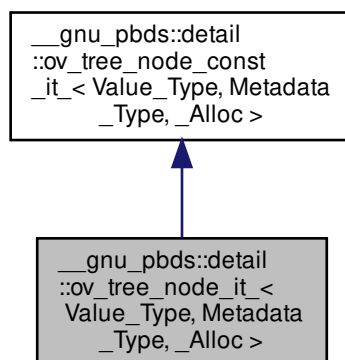 __gnu_pbds::detail
::ov_tree_node_const
_it_< Value_Type, Metadata
_Type, _Alloc >
__gnu_pbds::detail
::ov_tree_node_it_<
Value_Type, Metadata
_Type, _Alloc >